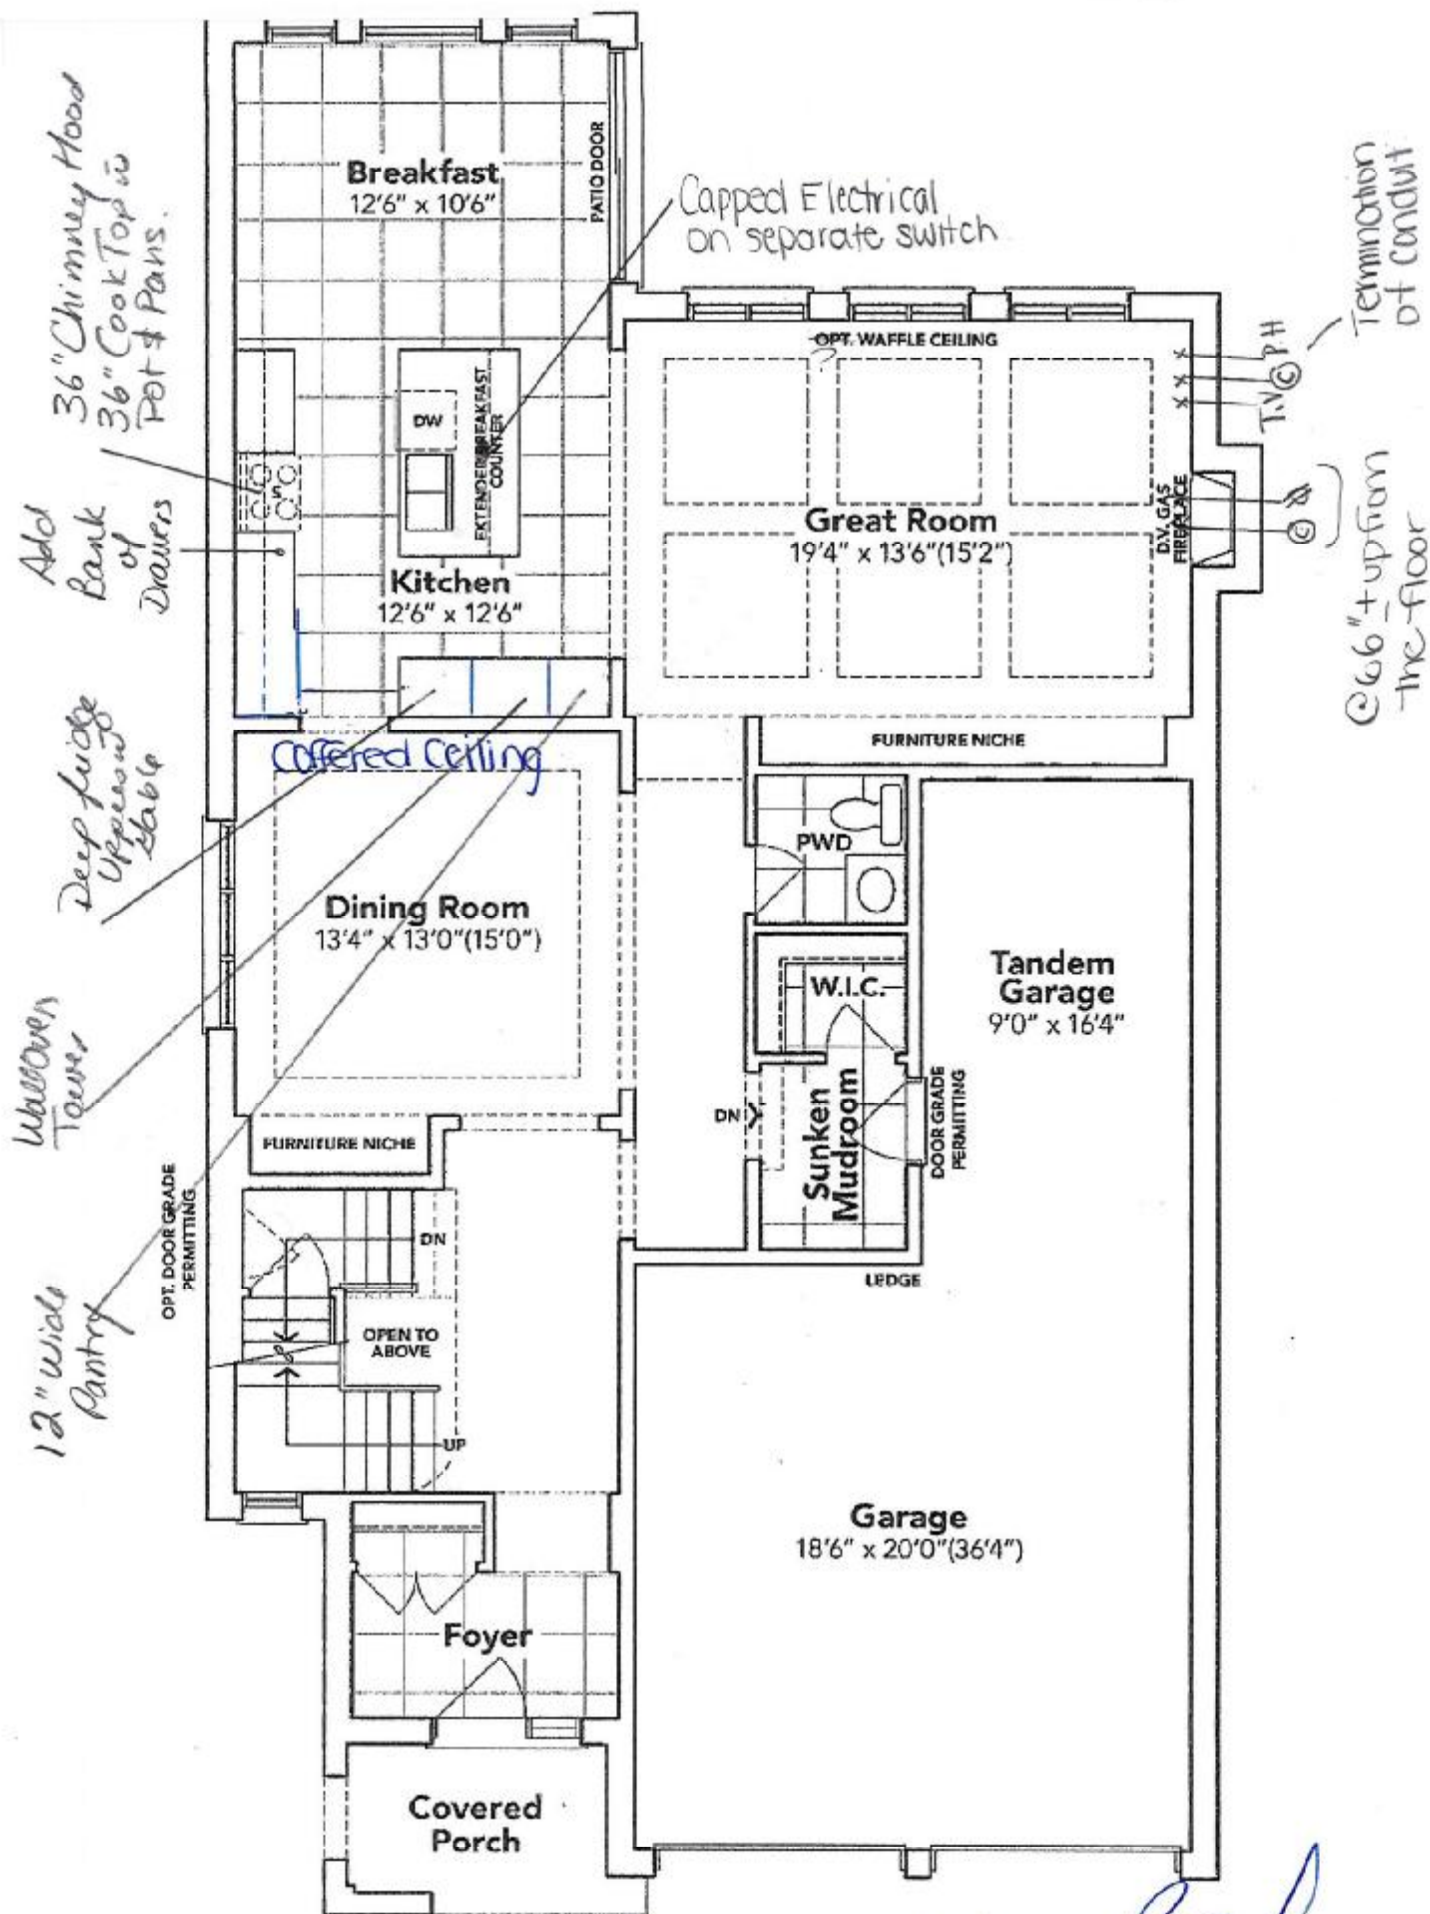 36" Chimney Hood
36" Cook Top w
Pot & Pans.
Breakfast
12'6" x 10'6"
PATIO DOOR
Capped Electrical
on separate switch
Termination
of Conduit
OPT. WAFFLE CEILING
?
P.H
C
T.V
DW
EXTENDED BREAKFAST
COUNTER
S
Add
Bank
of
Drawers
Great Room
19'4" x 13'6"(15'2")
D.V. GAS
FIREPLACE
C
@66"± up from
the floor
Kitchen
12'6" x 12'6"
Coffered Ceiling
FURNITURE NICHE
Deep fridge
Upper w
Gable
PWD
Dining Room
13'4" x 13'0"(15'0")
W.I.C.
Tandem
Garage
9'0" x 16'4"
Walloven
Tower
DN
Sunken
Mudroom
DOOR GRADE
PERMITTING
FURNITURE NICHE
OPT. DOOR GRADE
PERMITTING
DN
LEDGE
OPEN TO
ABOVE
12" wide
Pantry
UP
Garage
18'6" x 20'0"(36'4")
Foyer
Covered
Porch